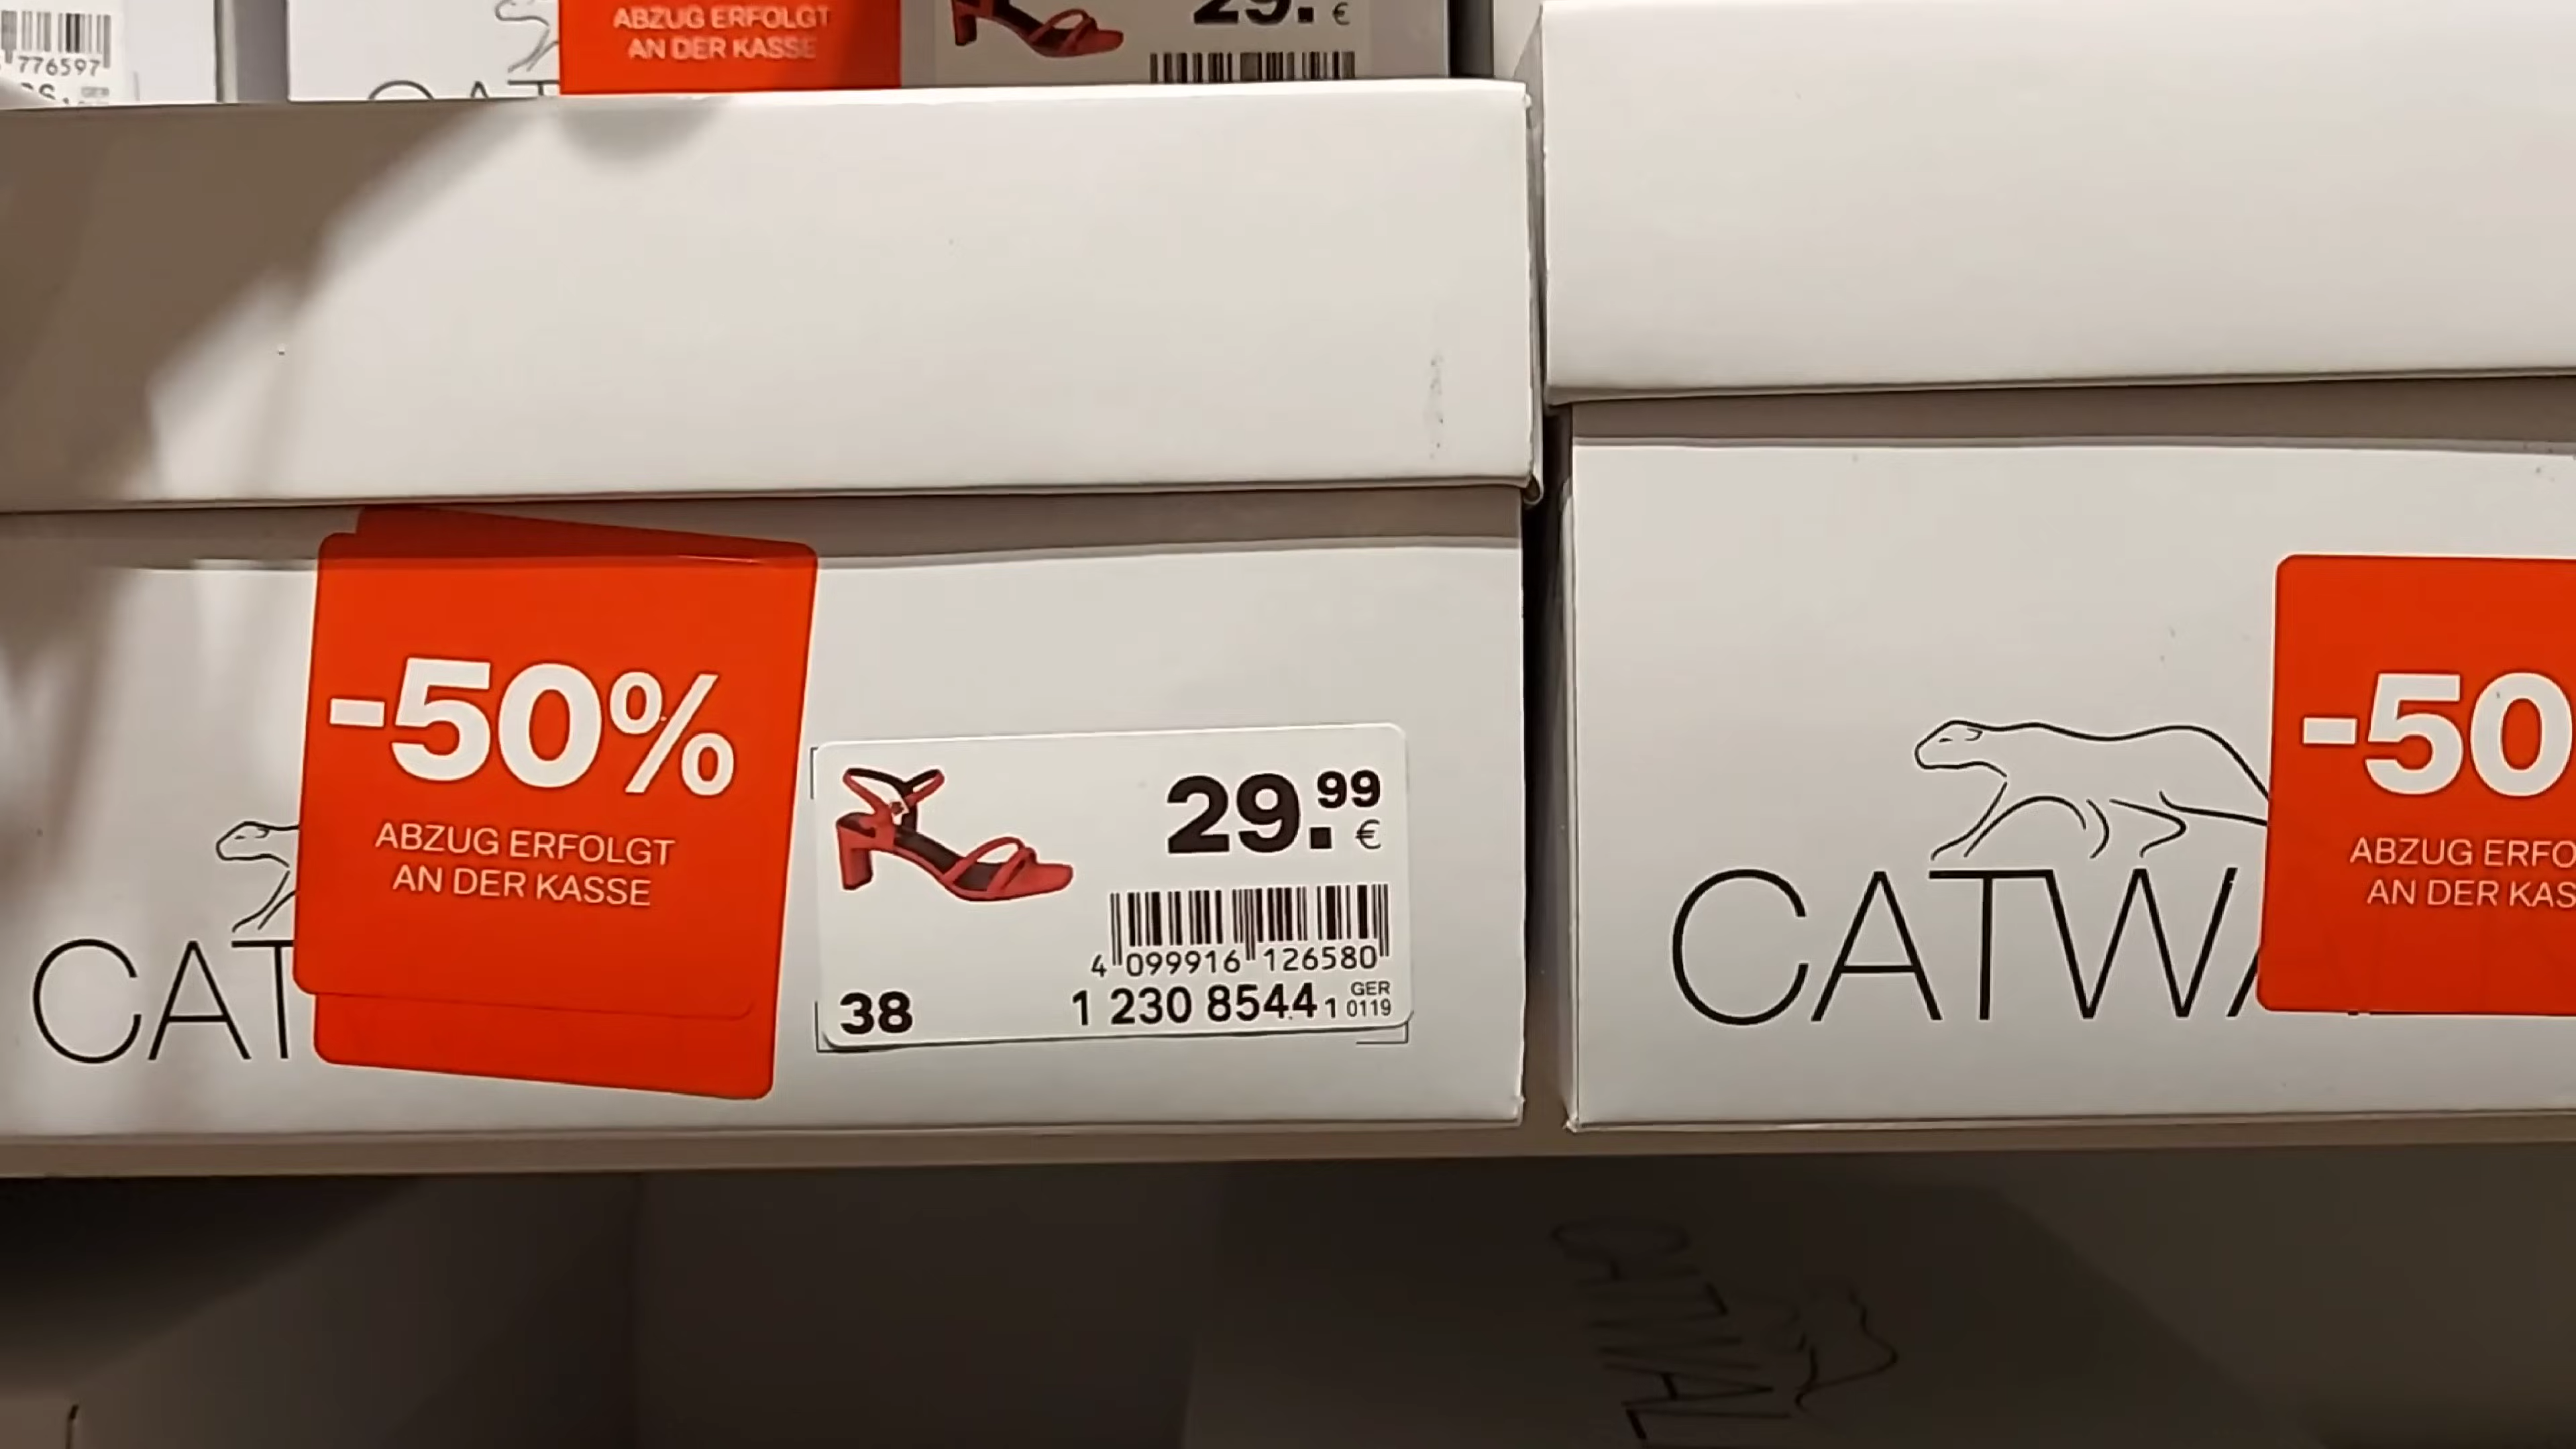 776597
ABZUG ERFOLGT
AN DER KASSE
29. €
-50%
ABZUG ERFOLGT
AN DER KASSE
CAT
29.99 €
4 099916 126580
38
1 230 8544 1 GER 0119
-50
ABZUG ERFO
AN DER KAS
CATWA
CATWAL